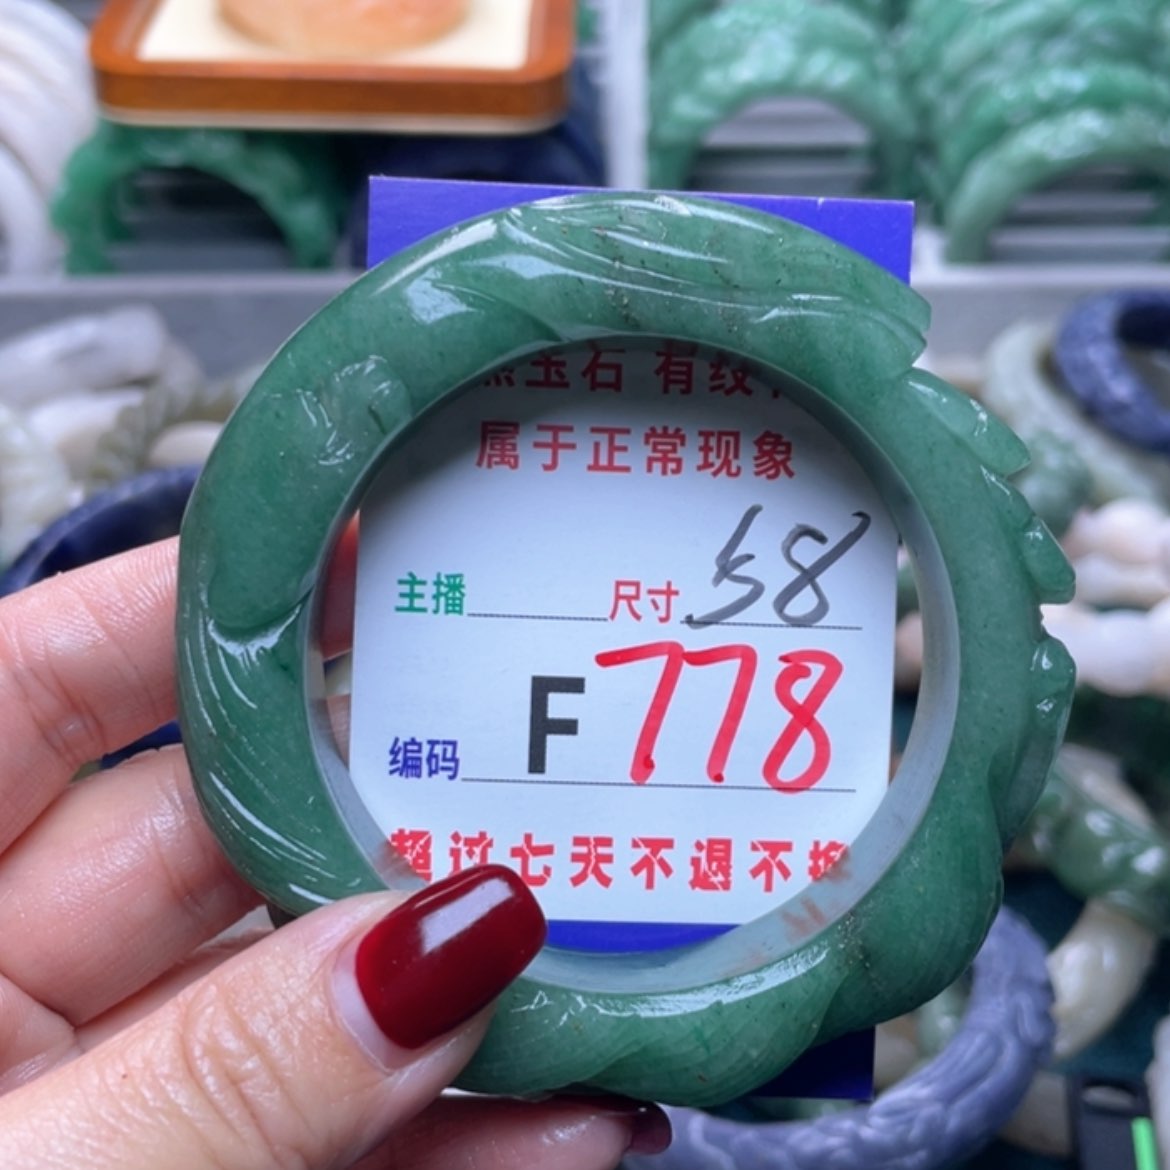 玉石 有纹
属于正常现象
主播 尺寸 58
编码 F 778
超过七天不退不换